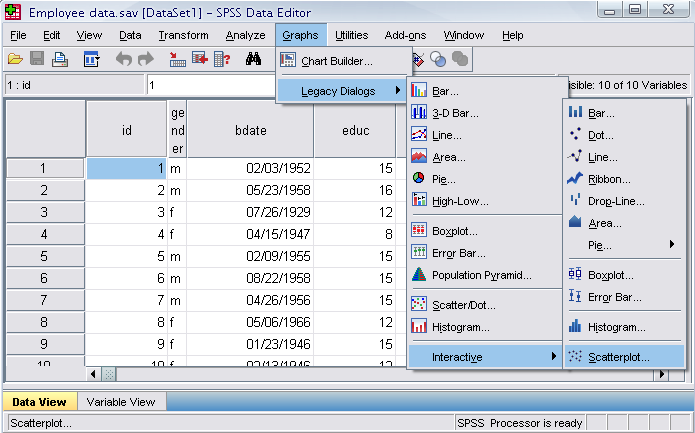 Employee data.sav [DataSet1] - SPSS Data Editor
File Edit View Data Transform Analyze Graphs Utilities Add-ons Window Help
Chart Builder...
Legacy Dialogs
1 : id 1 sible: 10 of 10 Variables
Bar...
3-D Bar...
Line...
Area...
Pie...
High-Low...
Boxplot...
Error Bar...
Population Pyramid...
Scatter/Dot...
Histogram...
Interactive
Bar...
Dot...
Line...
Ribbon...
Drop-Line...
Area...
Pie...
Boxplot...
Error Bar...
Histogram...
Scatterplot...
id gender bdate educ
1 1 m 02/03/1952 15
2 2 m 05/23/1958 16
3 3 f 07/26/1929 12
4 4 f 04/15/1947 8
5 5 m 02/09/1955 15
6 6 m 08/22/1958 15
7 7 m 04/26/1956 15
8 8 f 05/06/1966 12
9 9 f 01/23/1946 15
10 10 f 02/13/1946 12
Data View Variable View
Scatterplot... SPSS Processor is ready